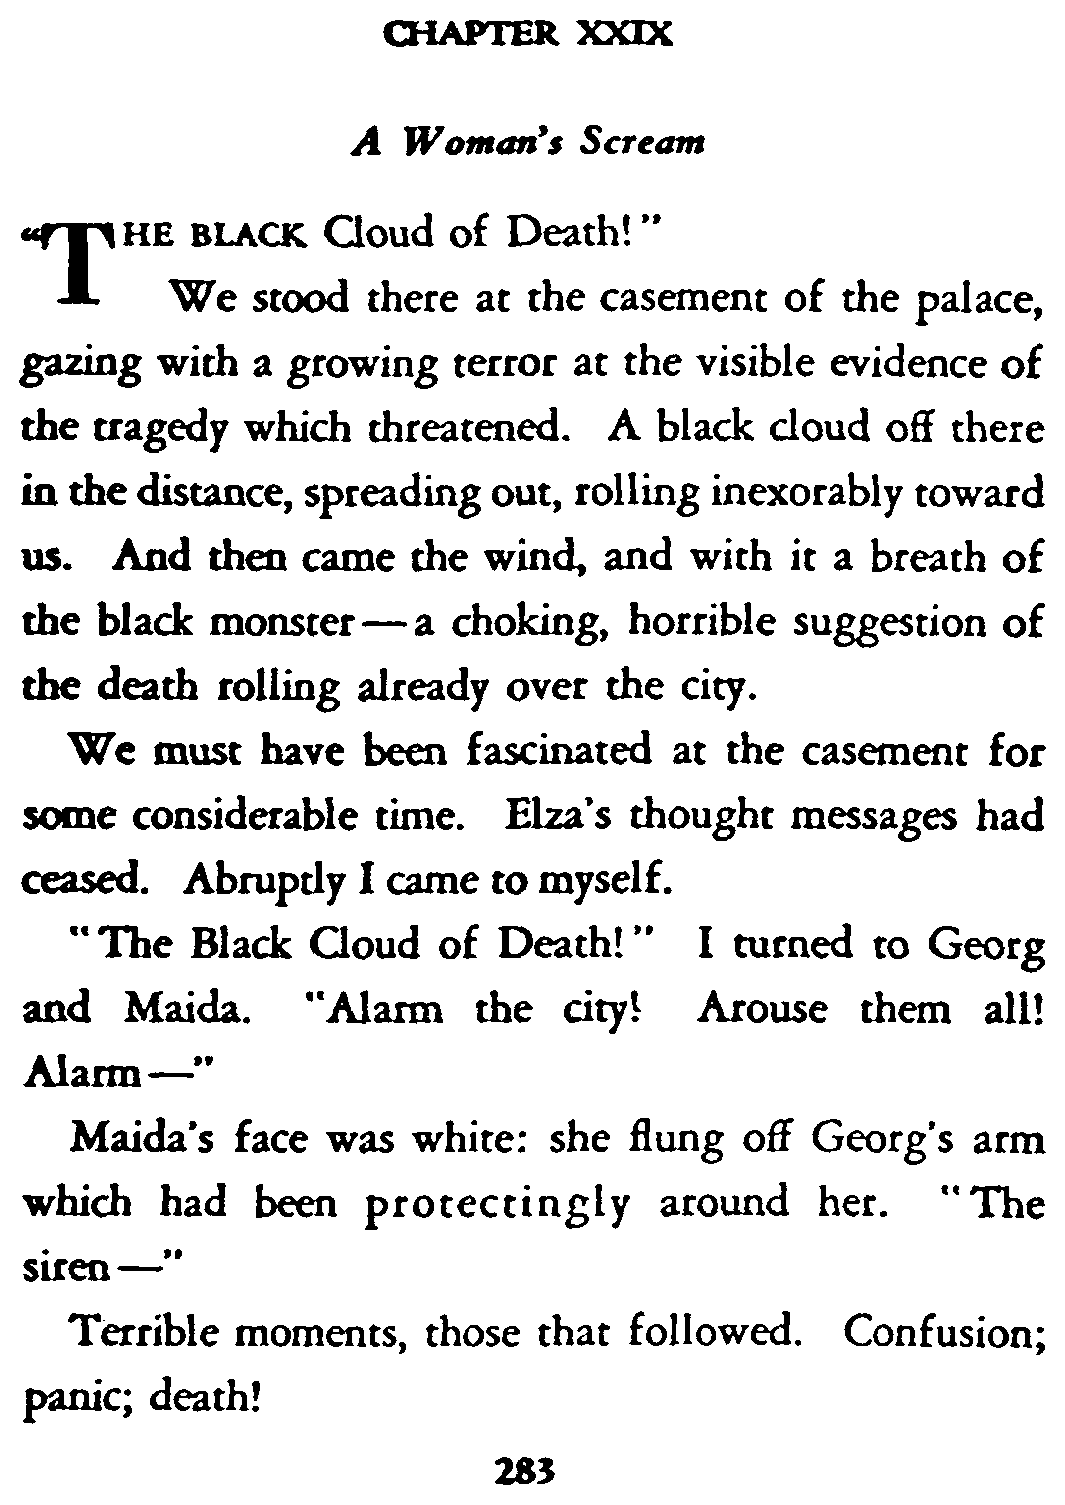 CHAPTER XXIX
A Woman's Scream
"THE BLACK Cloud of Death!"
We stood there at the casement of the palace,
gazing with a growing terror at the visible evidence of
the tragedy which threatened. A black cloud off there
in the distance, spreading out, rolling inexorably toward
us. And then came the wind, and with it a breath of
the black monster—a choking, horrible suggestion of
the death rolling already over the city.
We must have been fascinated at the casement for
some considerable time. Elza's thought messages had
ceased. Abruptly I came to myself.
"The Black Cloud of Death!" I turned to Georg
and Maida. "Alarm the city! Arouse them all!
Alarm—"
Maida's face was white: she flung off Georg's arm
which had been protectingly around her. "The
siren—"
Terrible moments, those that followed. Confusion;
panic; death!
283